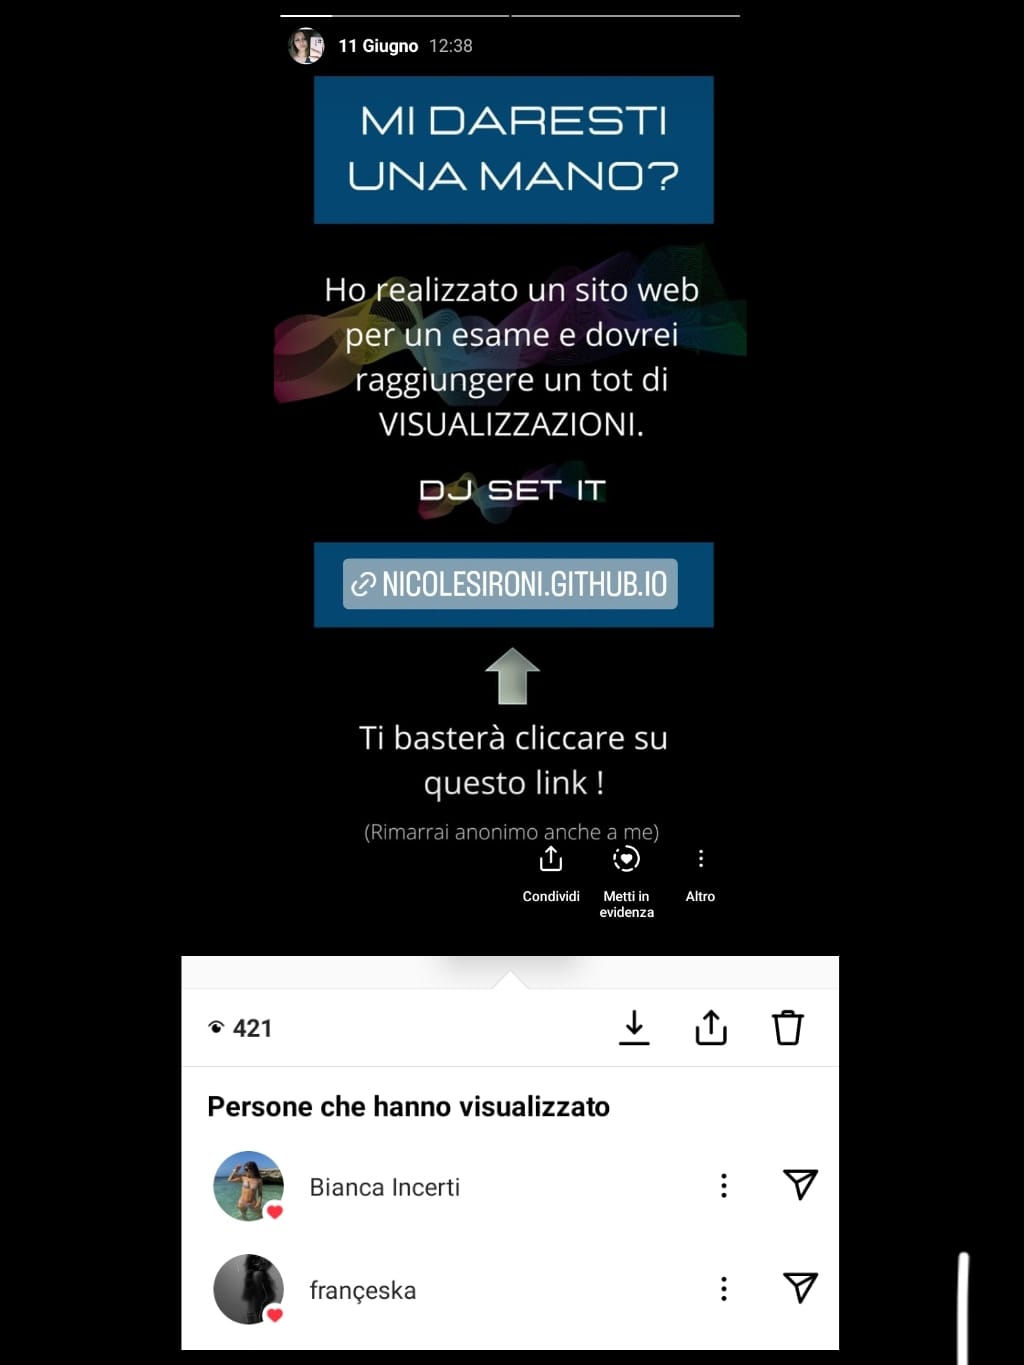 11 Giugno 12:38
MI DARESTI
UNA MANO?
Ho realizzato un sito web
per un esame e dovrei
raggiungere un tot di
VISUALIZZAZIONI.
DJ SET IT
NICOLESIRONI.GITHUB.IO
Ti basterà cliccare su
questo link !
(Rimarrai anonimo anche a me)
Condividi
Metti in
evidenza
Altro
421
Persone che hanno visualizzato
Bianca Incerti
françeska